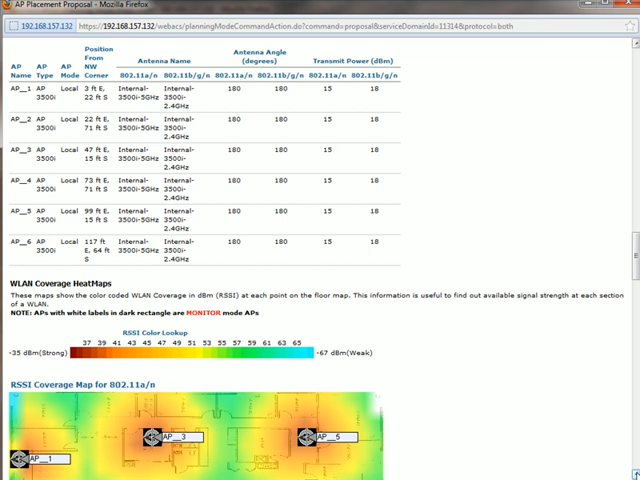 AP Placement Proposal - Mozilla Firefox
192.168.157.132 https://192.168.157.132/webacs/planningModeCommandAction.do?command=proposal&serviceDomainId=11314&protocol=both
AP Name AP Type AP Mode Position From NW Corner Antenna Name Antenna Angle (degrees) Transmit Power (dBm)
802.11a/n 802.11b/g/n 802.11a/n 802.11b/g/n 802.11a/n 802.11b/g/n
AP__1 AP 3500i Local 3 ft E, 22 ft S Internal-3500i-5GHz Internal-3500i-2.4GHz 180 180 15 18
AP__2 AP 3500i Local 22 ft E, 71 ft S Internal-3500i-5GHz Internal-3500i-2.4GHz 180 180 15 18
AP__3 AP 3500i Local 47 ft E, 15 ft S Internal-3500i-5GHz Internal-3500i-2.4GHz 180 180 15 18
AP__4 AP 3500i Local 73 ft E, 71 ft S Internal-3500i-5GHz Internal-3500i-2.4GHz 180 180 15 18
AP__5 AP 3500i Local 99 ft E, 15 ft S Internal-3500i-5GHz Internal-3500i-2.4GHz 180 180 15 18
AP__6 AP 3500i Local 117 ft E, 64 ft S Internal-3500i-5GHz Internal-3500i-2.4GHz 180 180 15 18
WLAN Coverage HeatMaps
These maps show the color coded WLAN Coverage in dBm (RSSI) at each point on the floor map. This information is useful to find out available signal strength at each section
of a WLAN.
NOTE: APs with white labels in dark rectangle are MONITOR mode APs
RSSI Color Lookup
37 39 41 43 45 47 49 51 53 55 57 59 61 63 65
-35 dBm(Strong) -67 dBm(Weak)
RSSI Coverage Map for 802.11a/n
AP__3 AP__5
AP__1